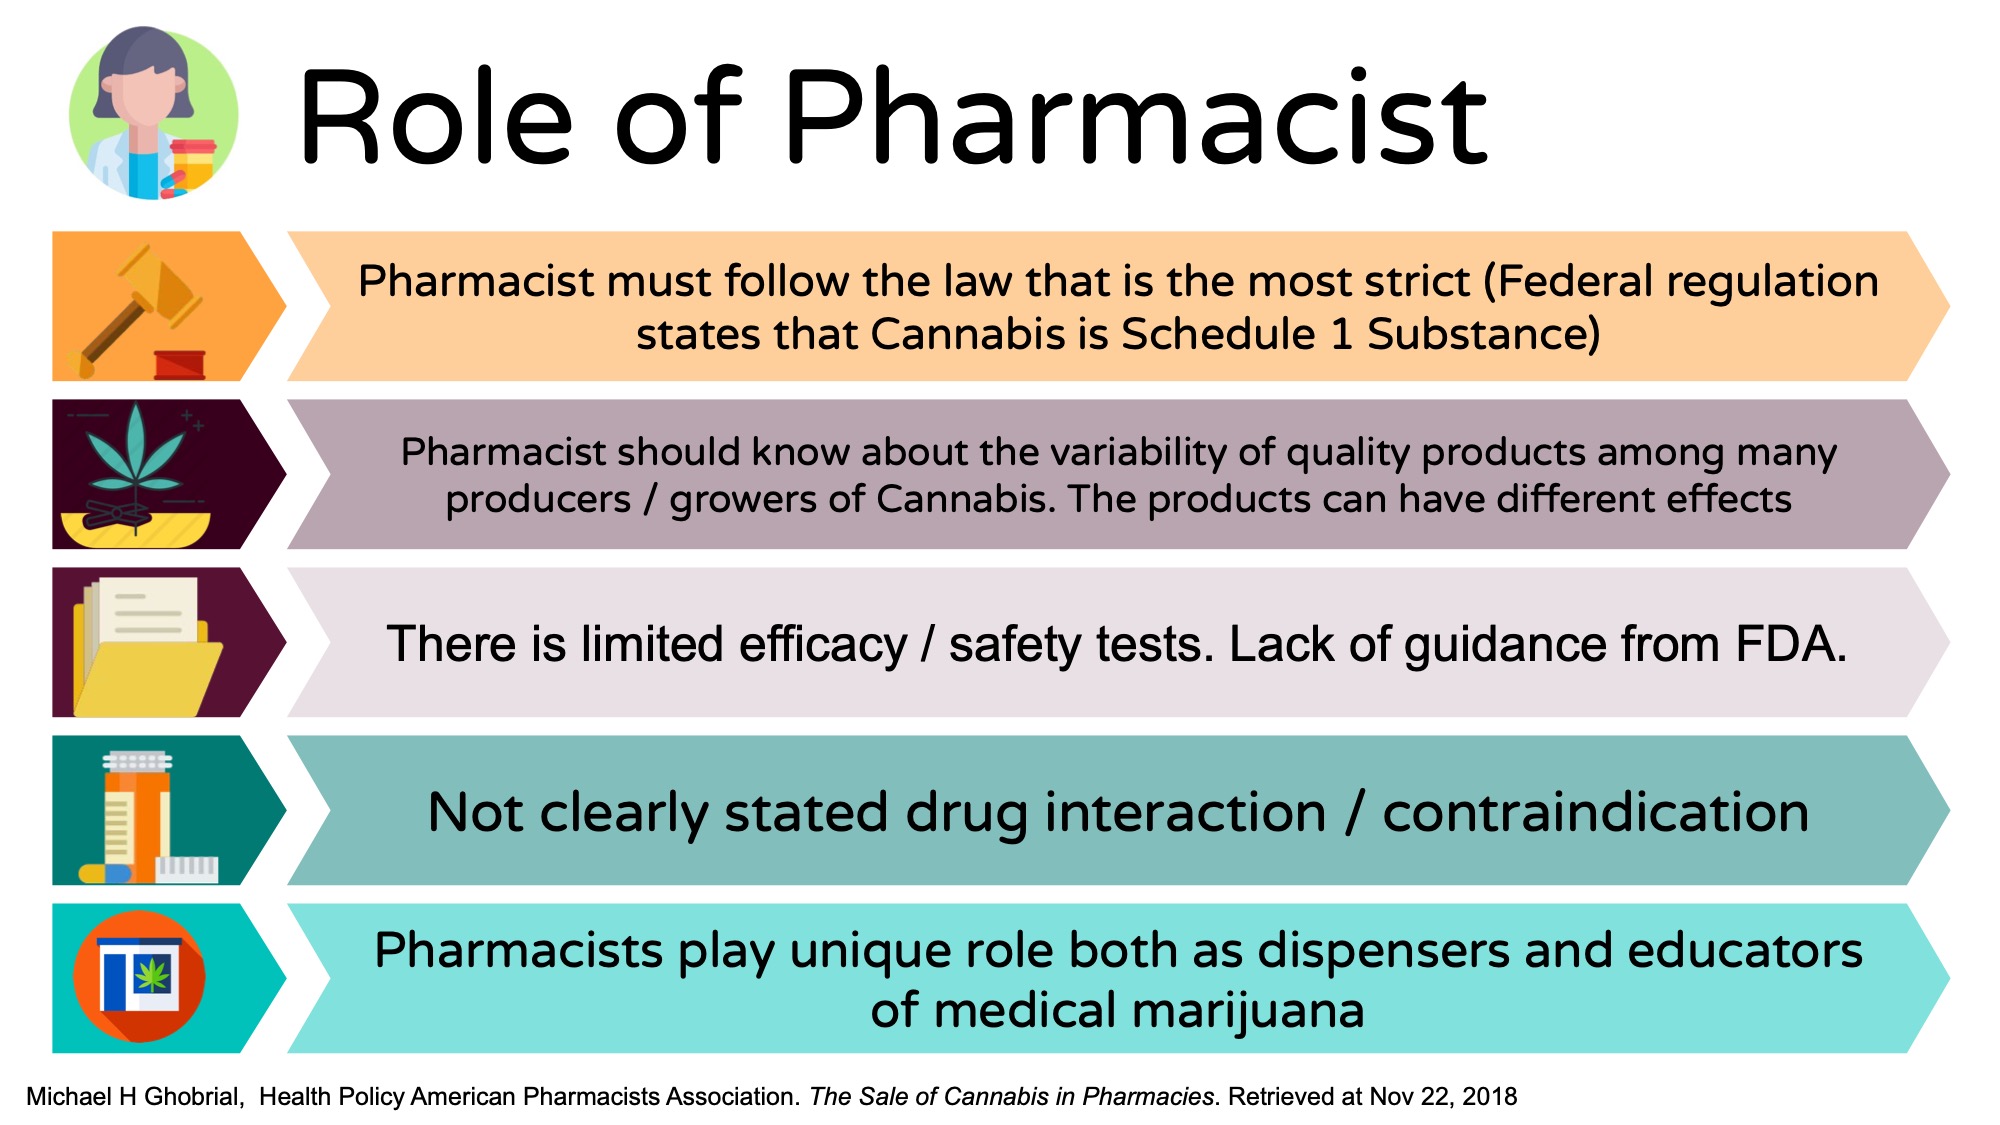 Role of Pharmacist
Pharmacist must follow the law that is the most strict (Federal regulation
states that Cannabis is Schedule 1 Substance)
Pharmacist should know about the variability of quality products among many
producers / growers of Cannabis. The products can have different effects
There is limited efficacy / safety tests. Lack of guidance from FDA.
Not clearly stated drug interaction / contraindication
Pharmacists play unique role both as dispensers and educators
of medical marijuana
Michael H Ghobrial,  Health Policy American Pharmacists Association. The Sale of Cannabis in Pharmacies. Retrieved at Nov 22, 2018